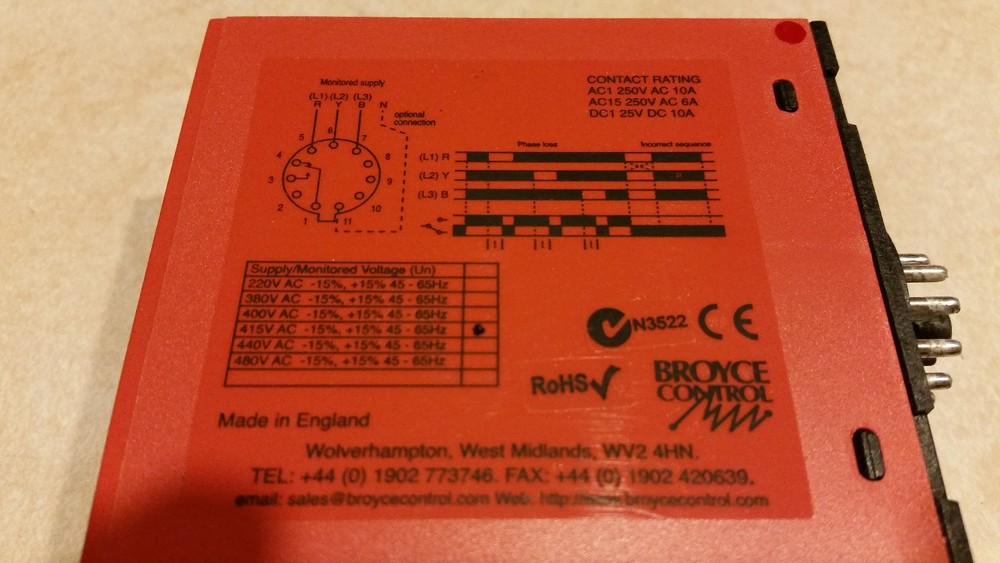 Monitored supply
(L1) (L2) (L3)
R Y B N
optional
connection
5 6 7
4 8
3 9
2 10
1 11
CONTACT RATING
AC1 250V AC 10A
AC15 250V AC 6A
DC1 25V DC 10A
Phase loss Incorrect sequence
(L1) R
(L2) Y
(L3) B
t t t
Supply/Monitored Voltage (Un)
220V AC -15%, +15% 45 - 65Hz
380V AC -15%, +15% 45 - 65Hz
400V AC -15%, +15% 45 - 65Hz
415V AC -15%, +15% 45 - 65Hz
440V AC -15%, +15% 45 - 65Hz
480V AC -15%, +15% 45 - 65Hz
N3522 CE
RoHS
BROYCE
CONTROL
Made in England
Wolverhampton, West Midlands, WV2 4HN.
TEL: +44 (0) 1902 773746. FAX: +44 (0) 1902 420639.
email: sales@broycecontrol.com Web: http://www.broycecontrol.com